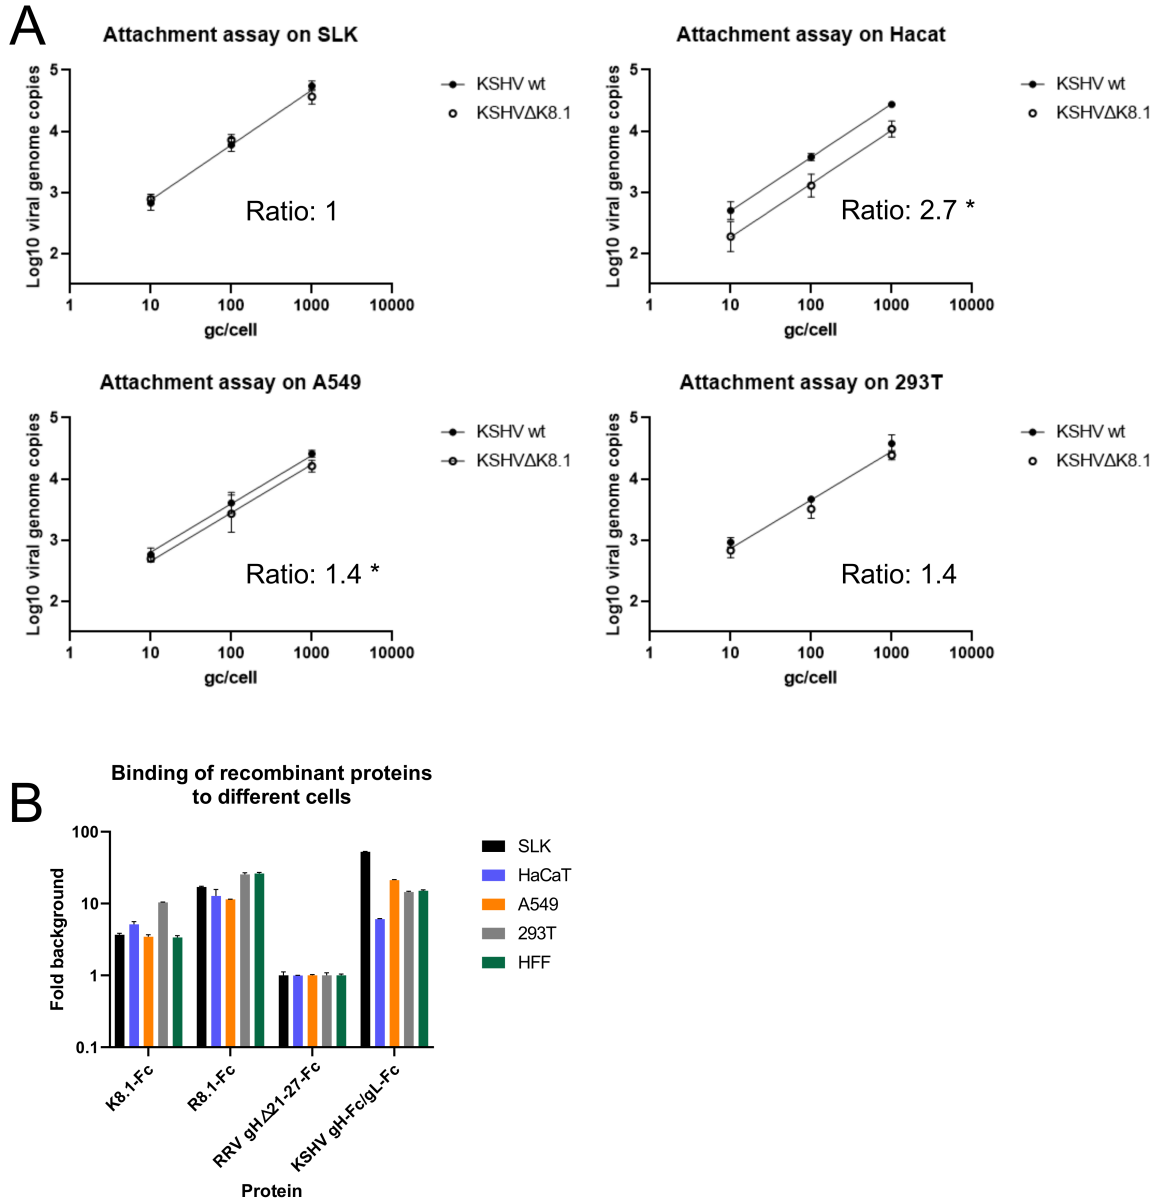 A
Attachment assay on SLK
Log10 viral genome copies
5
4
3
2
1
10
100
1000
10000
gc/cell
KSHV wt
KSHVΔK8.1
Ratio: 1
Attachment assay on Hacat
Log10 viral genome copies
5
4
3
2
1
10
100
1000
10000
gc/cell
KSHV wt
KSHVΔK8.1
Ratio: 2.7 *
Attachment assay on A549
Log10 viral genome copies
5
4
3
2
1
10
100
1000
10000
gc/cell
KSHV wt
KSHVΔK8.1
Ratio: 1.4 *
Attachment assay on 293T
Log10 viral genome copies
5
4
3
2
1
10
100
1000
10000
gc/cell
KSHV wt
KSHVΔK8.1
Ratio: 1.4
B
Binding of recombinant proteins
to different cells
Fold background
100
10
1
0.1
K8.1-Fc
R8.1-Fc
RRV gHΔ21-27-Fc
KSHV gH-Fc/gL-Fc
Protein
SLK
HaCaT
A549
293T
HFF